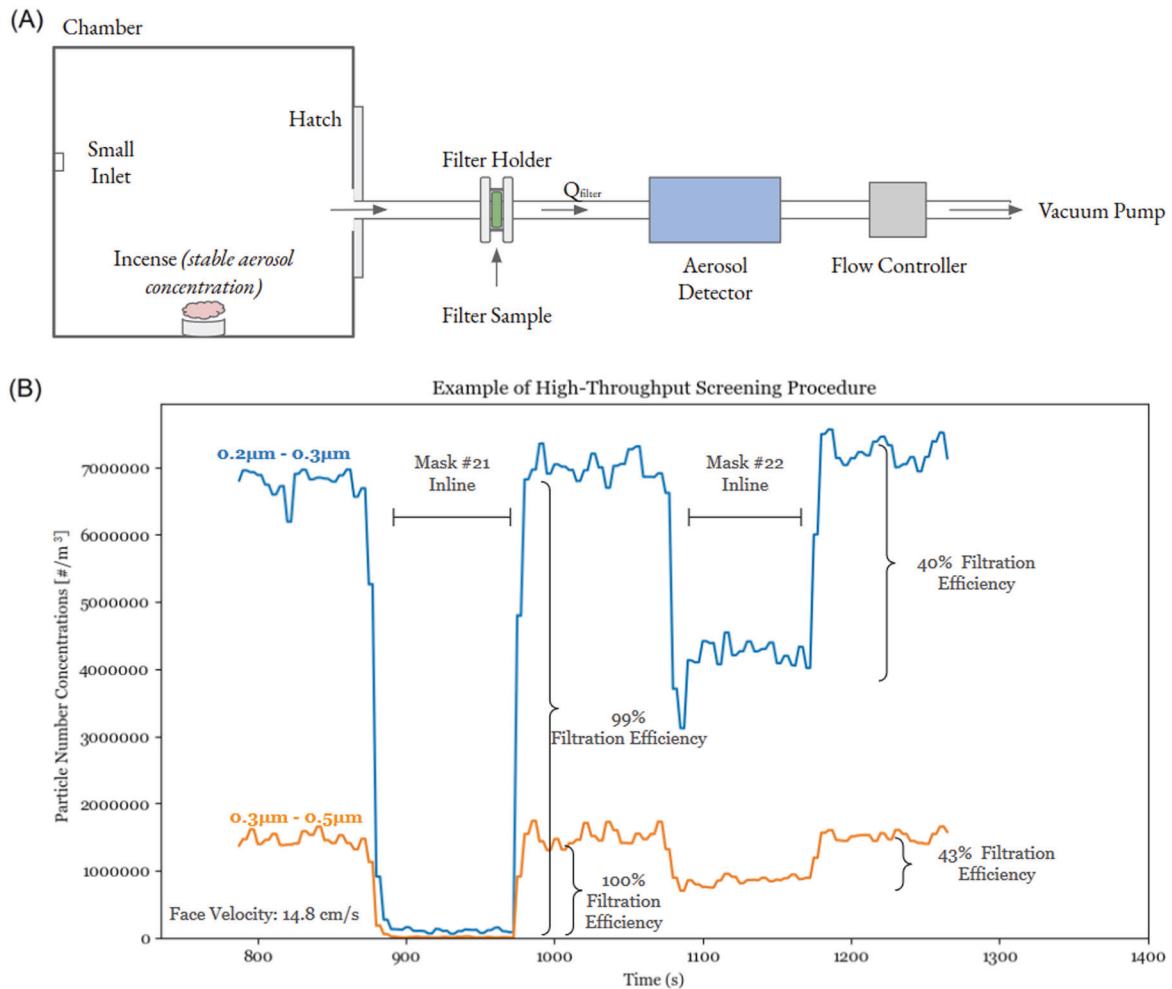 (A)
Chamber
Hatch
Small
Inlet
Filter Holder
Qfilter
Vacuum Pump
Incense (stable aerosol
concentration)
Aerosol
Detector
Flow Controller
Filter Sample
(B)
Example of High-Throughput Screening Procedure
0.2µm - 0.3µm
Mask #21
Inline
Mask #22
Inline
40% Filtration
Efficiency
99%
Filtration Efficiency
0.3µm - 0.5µm
43% Filtration
Efficiency
100%
Filtration
Efficiency
Face Velocity: 14.8 cm/s
Particle Number Concentrations [#/m³]
7000000
6000000
5000000
4000000
3000000
2000000
1000000
0
800
900
1000
1100
1200
1300
1400
Time (s)